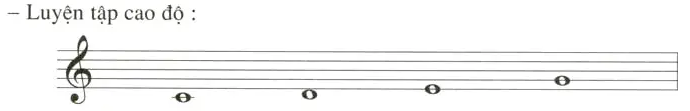 – Luyện tập cao độ :